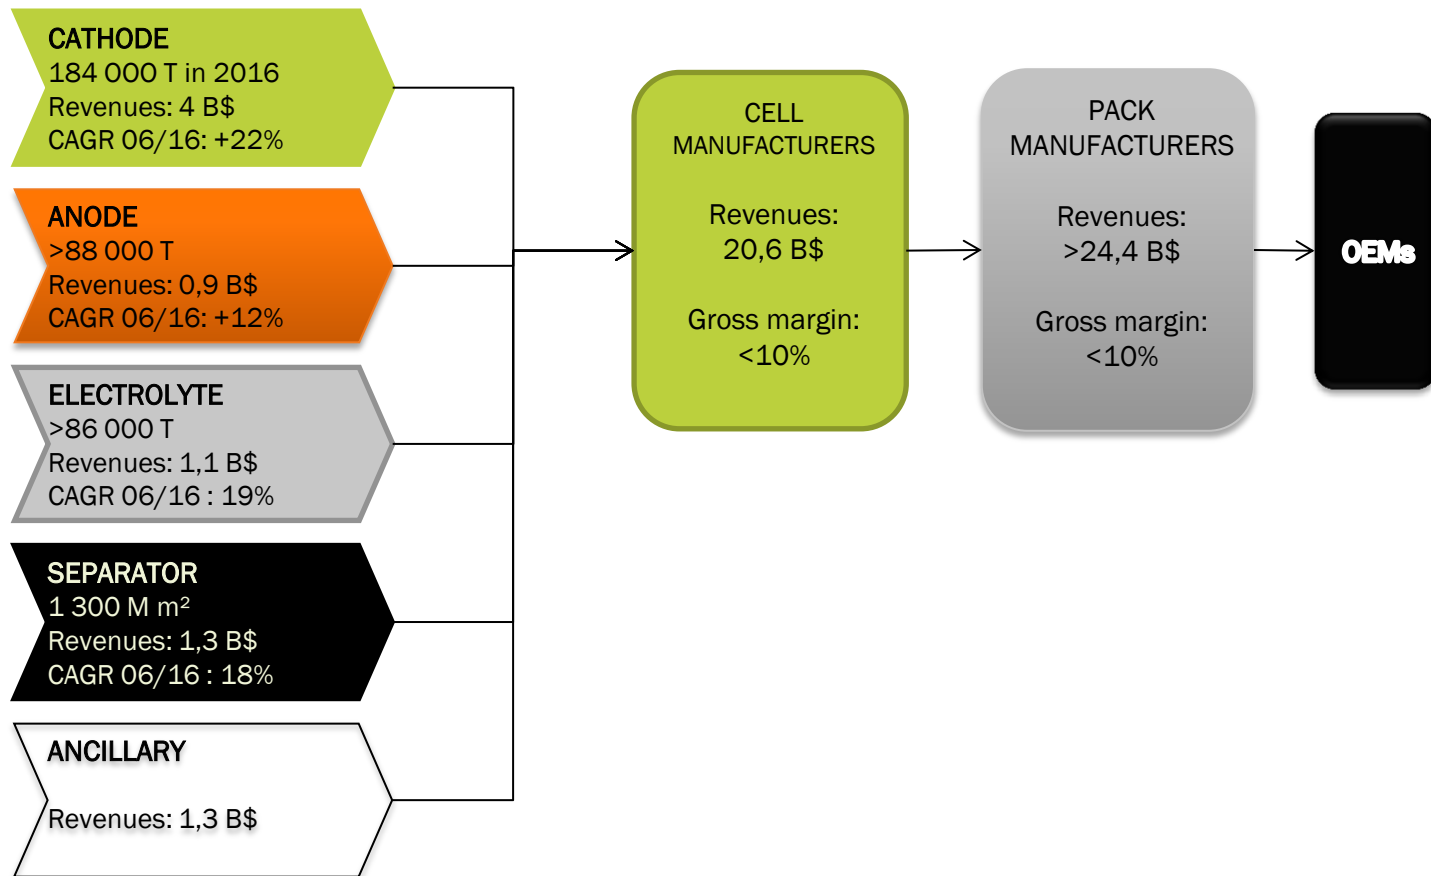 CATHODE
184 000 T in 2016
Revenues: 4 B$
CAGR 06/16: +22%
ANODE
>88 000 T
Revenues: 0,9 B$
CAGR 06/16: +12%
ELECTROLYTE
>86 000 T
Revenues: 1,1 B$
CAGR 06/16 : 19%
SEPARATOR
1 300 M m²
Revenues: 1,3 B$
CAGR 06/16 : 18%
ANCILLARY
Revenues: 1,3 B$
CELL
MANUFACTURERS
Revenues:
20,6 B$
Gross margin:
<10%
PACK
MANUFACTURERS
Revenues:
>24,4 B$
Gross margin:
<10%
OEMs